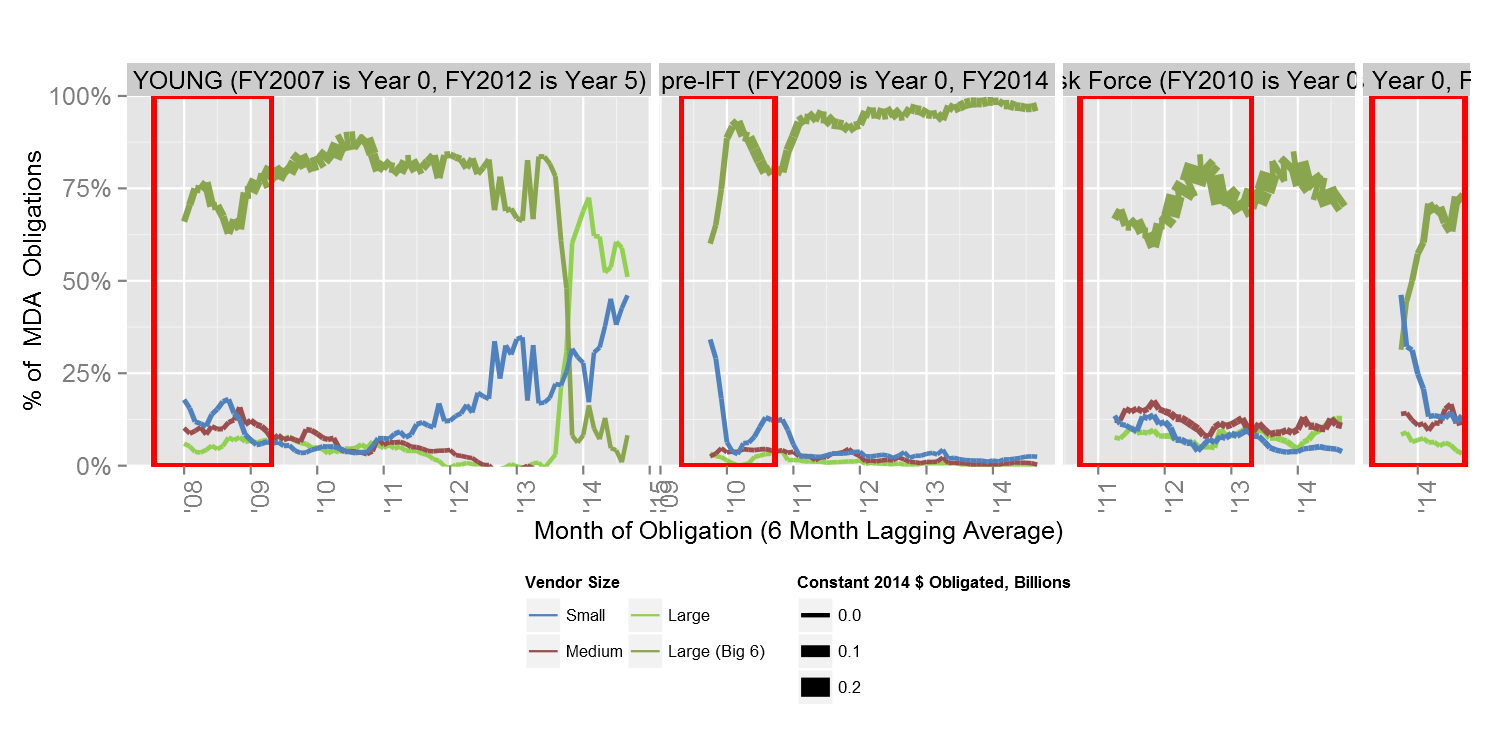 YOUNG (FY2007 is Year 0, FY2012 is Year 5)
pre-IFT (FY2009 is Year 0, FY2014
sk Force (FY2010 is Year 0
Year 0, F
100%
75%
50%
25%
0%
% of MDA Obligations
'08 '09 '10 '11 '12 '13 '14 '15
'09 '10 '11 '12 '13 '14
'11 '12 '13 '14
'14
Month of Obligation (6 Month Lagging Average)
Vendor Size
Small Large
Medium Large (Big 6)
Constant 2014 $ Obligated, Billions
0.0
0.1
0.2